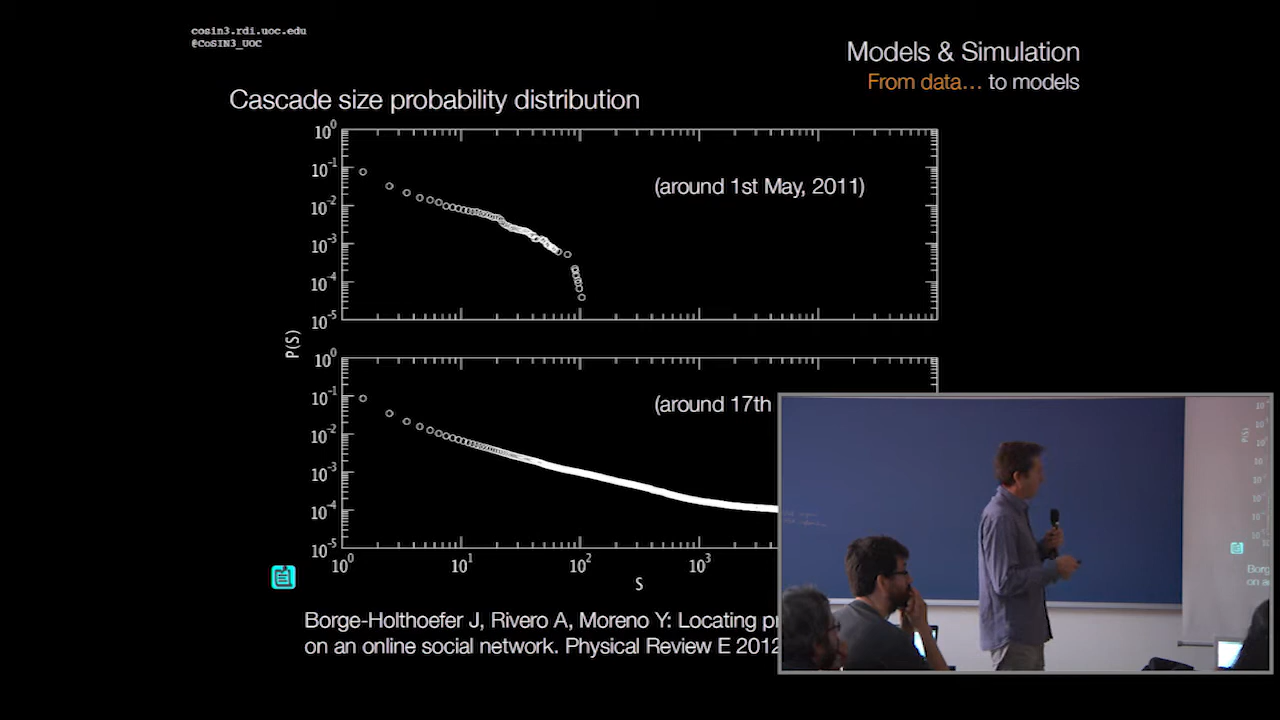 cosin3.rdi.uoc.edu
@CoSIN3_UOC
Models & Simulation
From data... to models
Cascade size probability distribution
10^0
10^-1
10^-2
10^-3
10^-4
10^-5
(around 1st May, 2011)
P(S)
10^0
10^-1
10^-2
10^-3
10^-4
10^-5
(around 17th
10^0 10^1 10^2 10^3
S
Borge-Holthoefer J, Rivero A, Moreno Y: Locating
on an online social network. Physical Review E 2012
P(S)
Borg
on a